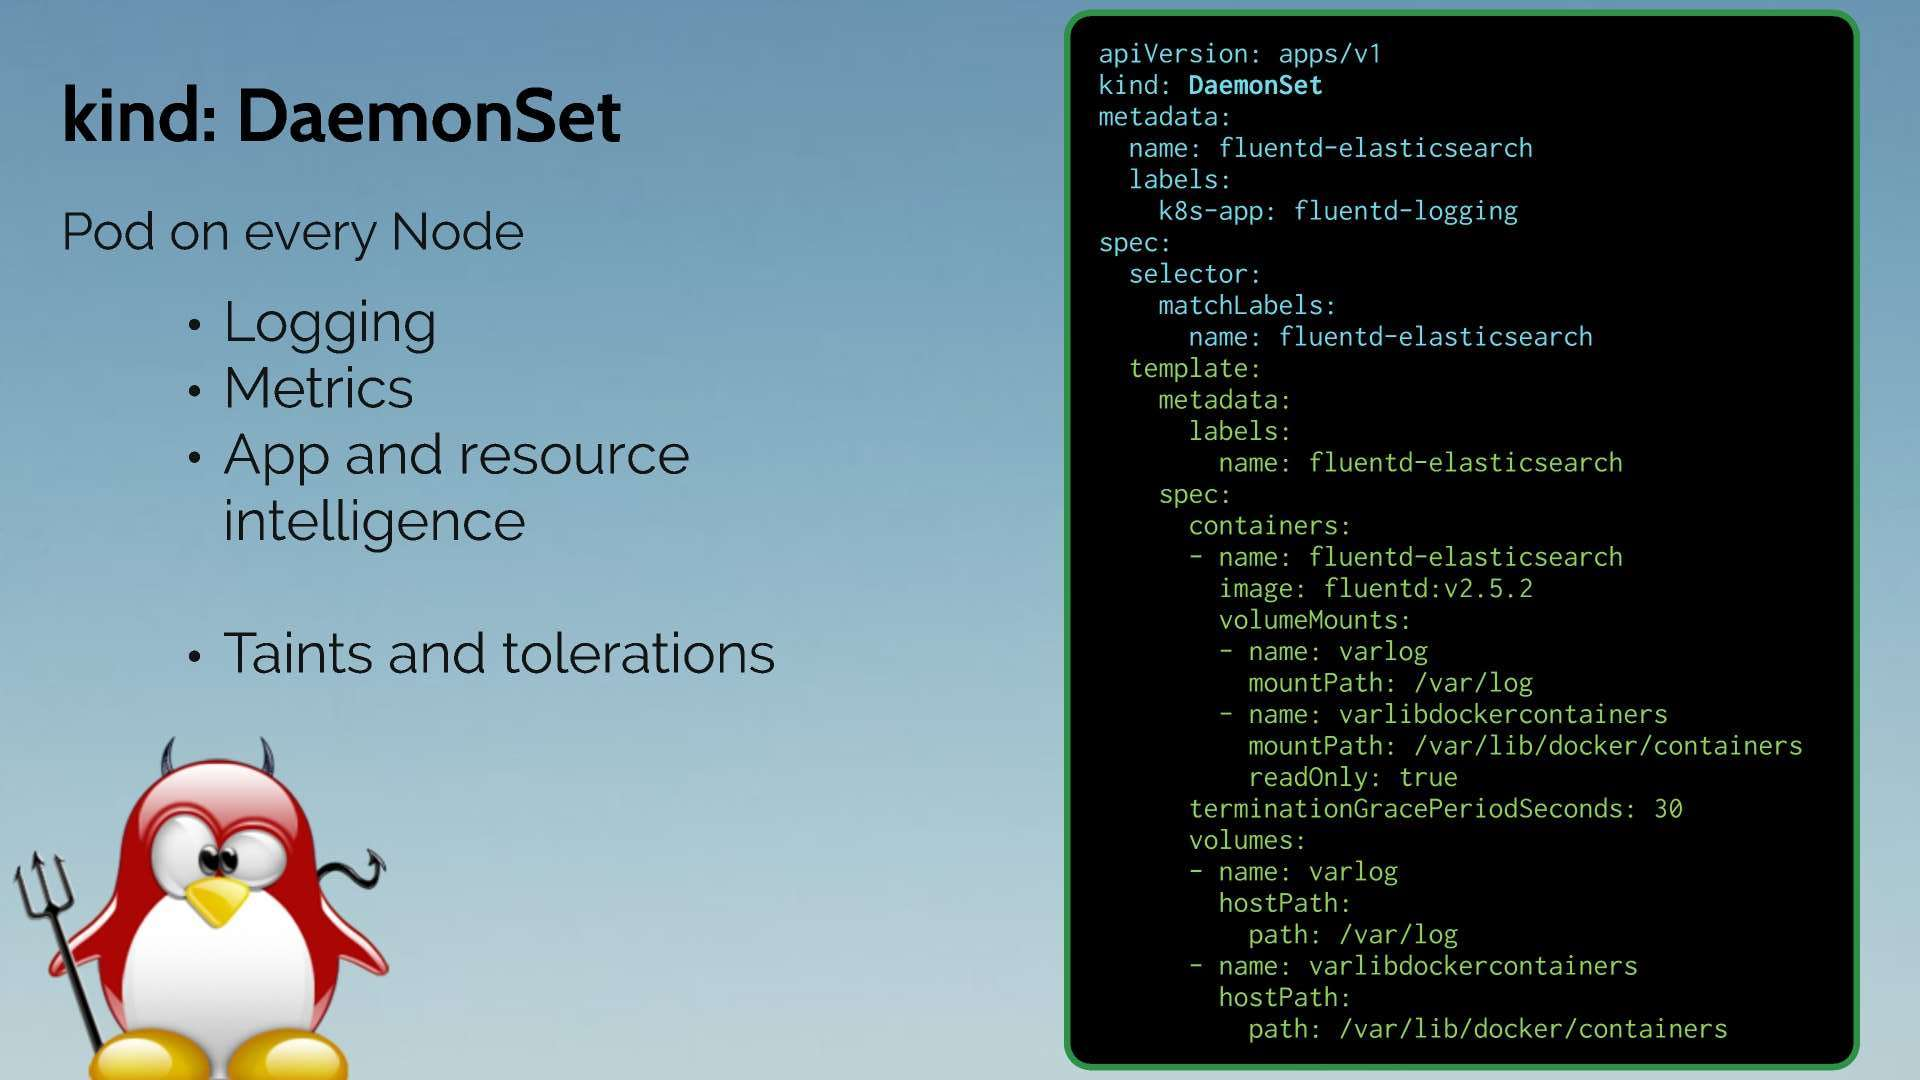 kind: DaemonSet
Pod on every Node
• Logging
• Metrics
• App and resource
intelligence
• Taints and tolerations
apiVersion: apps/v1
kind: DaemonSet
metadata:
  name: fluentd-elasticsearch
  labels:
    k8s-app: fluentd-logging
spec:
  selector:
    matchLabels:
      name: fluentd-elasticsearch
  template:
    metadata:
      labels:
        name: fluentd-elasticsearch
    spec:
      containers:
      - name: fluentd-elasticsearch
        image: fluentd:v2.5.2
        volumeMounts:
        - name: varlog
          mountPath: /var/log
        - name: varlibdockercontainers
          mountPath: /var/lib/docker/containers
          readOnly: true
      terminationGracePeriodSeconds: 30
      volumes:
      - name: varlog
        hostPath:
          path: /var/log
      - name: varlibdockercontainers
        hostPath:
          path: /var/lib/docker/containers